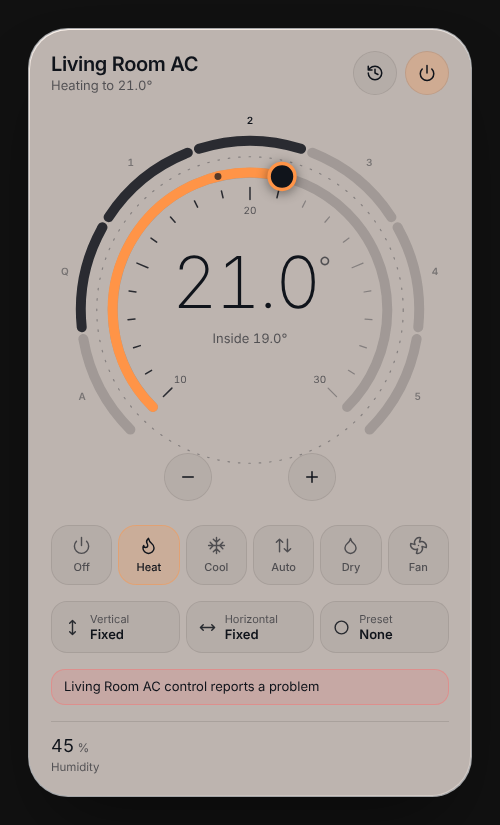 Living Room AC
Heating to 21.0°
2
1
3
20
Q
4
21.0°
Inside 19.0°
10
30
A
5
Off
Heat
Cool
Auto
Dry
Fan
Vertical
Fixed
Horizontal
Fixed
Preset
None
Living Room AC control reports a problem
45 %
Humidity